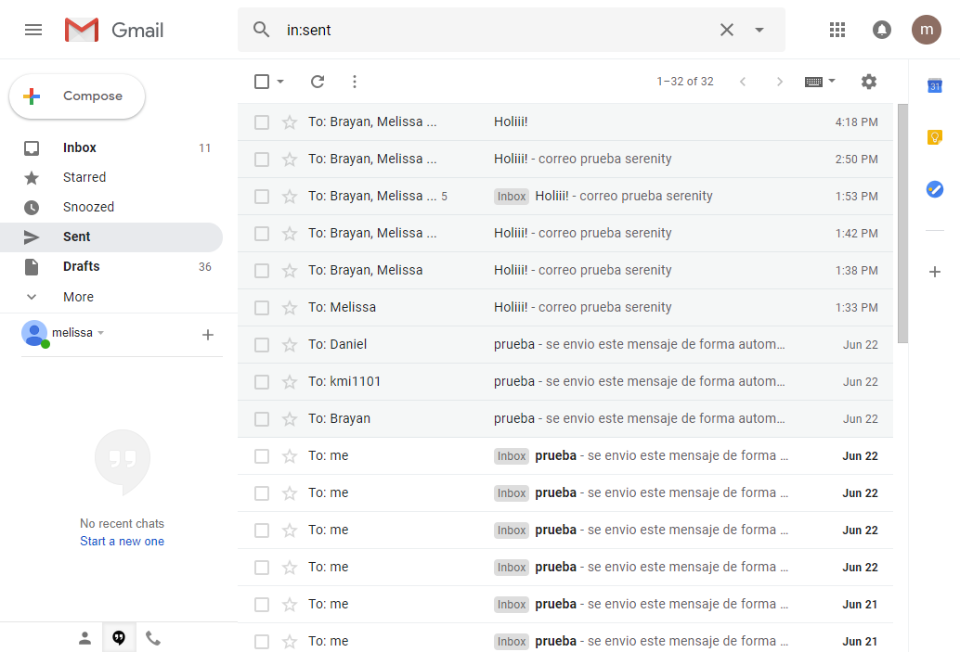 Gmail
in:sent
m
Compose
1–32 of 32
31
Inbox 11
Starred
Snoozed
Sent
Drafts 36
More
melissa
No recent chats
Start a new one
To: Brayan, Melissa ... Holiii! 4:18 PM
To: Brayan, Melissa ... Holiii! - correo prueba serenity 2:50 PM
To: Brayan, Melissa ... 5 Inbox Holiii! - correo prueba serenity 1:53 PM
To: Brayan, Melissa ... Holiii! - correo prueba serenity 1:42 PM
To: Brayan, Melissa Holiii! - correo prueba serenity 1:38 PM
To: Melissa Holiii! - correo prueba serenity 1:33 PM
To: Daniel prueba - se envio este mensaje de forma autom... Jun 22
To: kmi1101 prueba - se envio este mensaje de forma autom... Jun 22
To: Brayan prueba - se envio este mensaje de forma autom... Jun 22
To: me Inbox prueba - se envio este mensaje de forma ... Jun 22
To: me Inbox prueba - se envio este mensaje de forma ... Jun 22
To: me Inbox prueba - se envio este mensaje de forma ... Jun 22
To: me Inbox prueba - se envio este mensaje de forma ... Jun 22
To: me Inbox prueba - se envio este mensaje de forma ... Jun 21
To: me Inbox prueba - se envio este mensaje de forma ... Jun 21